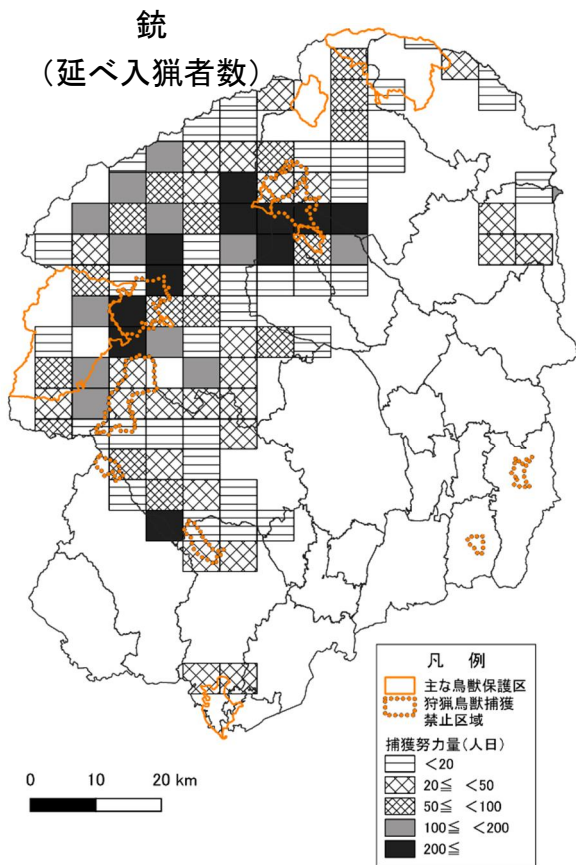 銃
(延べ入猟者数)
凡 例
主な鳥獣保護区
狩猟鳥獣捕獲
禁止区域
捕獲努力量(人日)
<20
20≦ <50
50≦ <100
100≦ <200
200≦
0 10 20 km